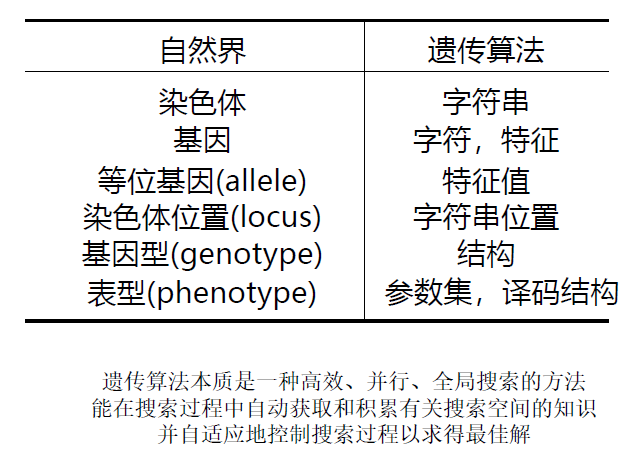 自然界 遗传算法
染色体 字符串
基因 字符，特征
等位基因(allele) 特征值
染色体位置(locus) 字符串位置
基因型(genotype) 结构
表型(phenotype) 参数集，译码结构
遗传算法本质是一种高效、并行、全局搜索的方法
能在搜索过程中自动获取和积累有关搜索空间的知识
并自适应地控制搜索过程以求得最佳解